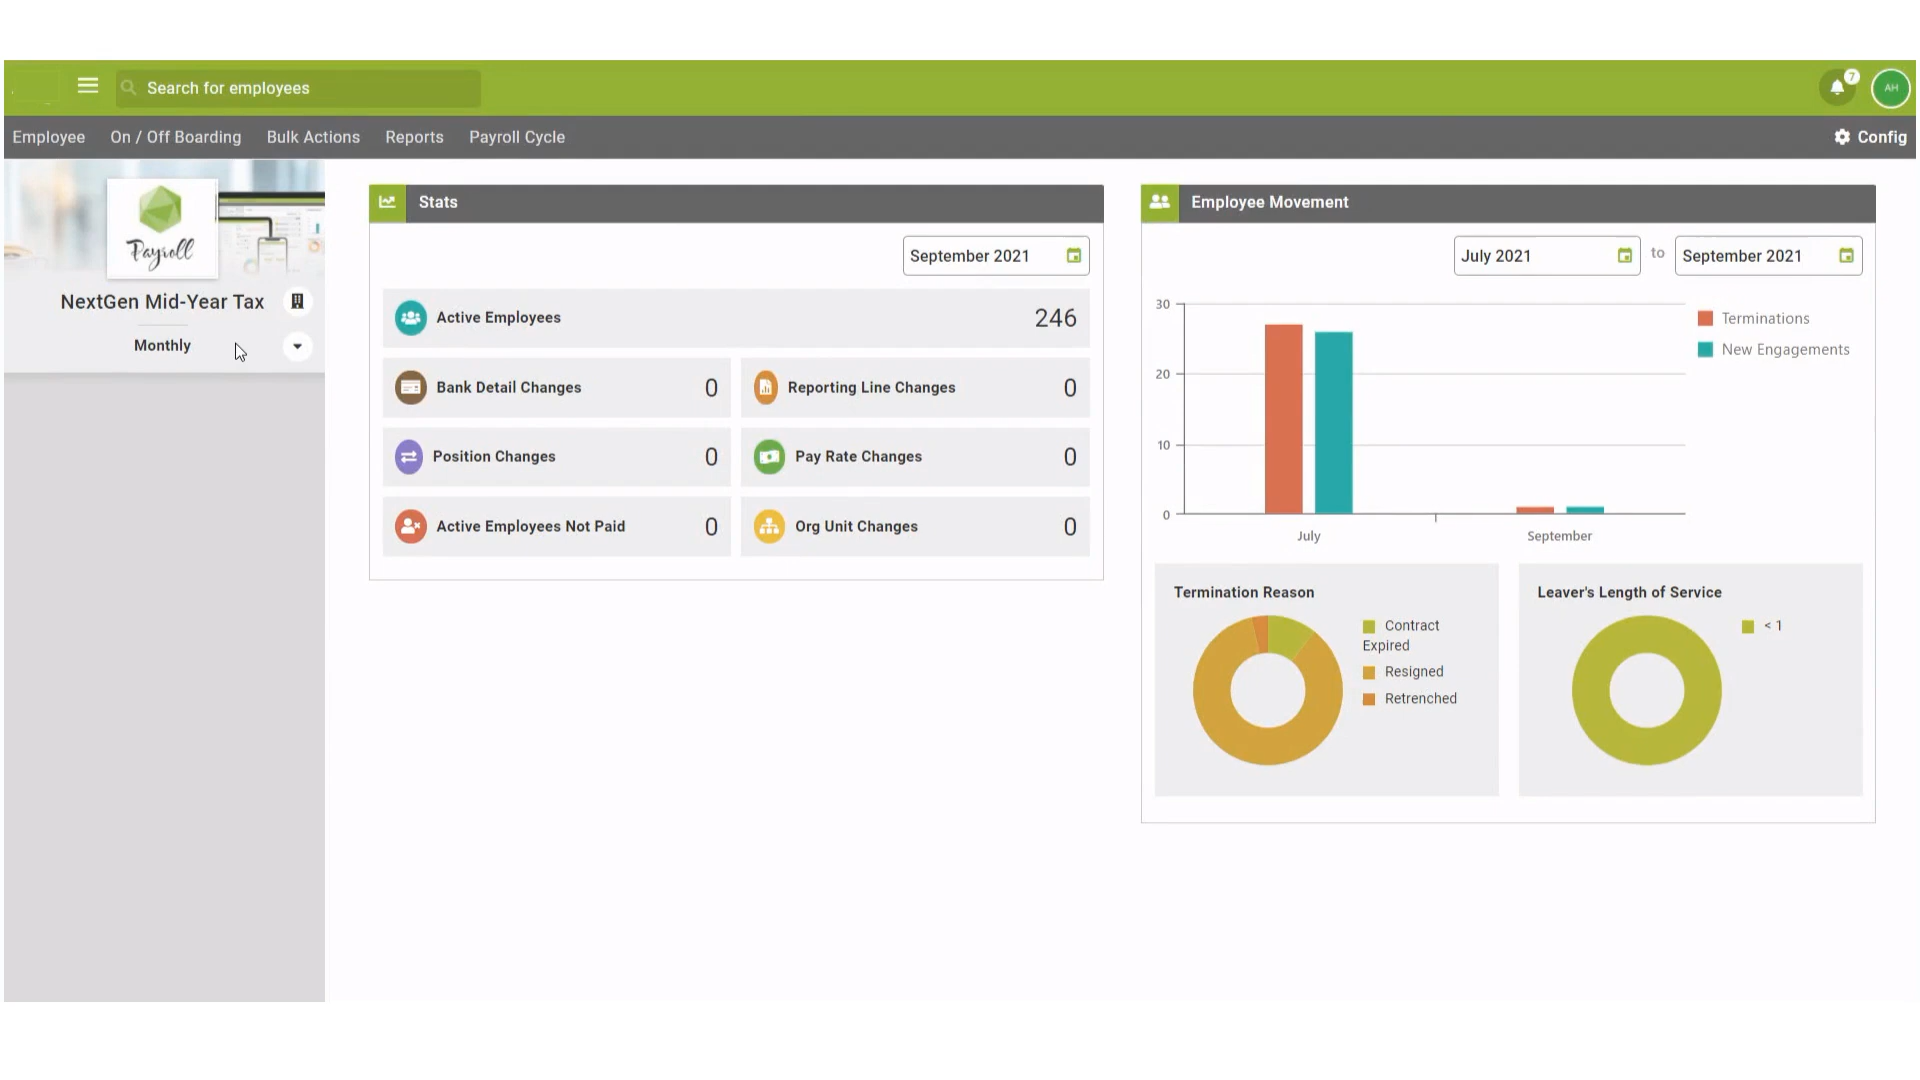 Search for employees
7
AH
Employee
On / Off Boarding
Bulk Actions
Reports
Payroll Cycle
Config
Payroll
NextGen Mid-Year Tax
Monthly
Stats
September 2021
Active Employees
246
Bank Detail Changes
0
Reporting Line Changes
0
Position Changes
0
Pay Rate Changes
0
Active Employees Not Paid
0
Org Unit Changes
0
Employee Movement
July 2021
to
September 2021
30
20
10
0
July
September
Terminations
New Engagements
Termination Reason
Contract
Expired
Resigned
Retrenched
Leaver's Length of Service
< 1